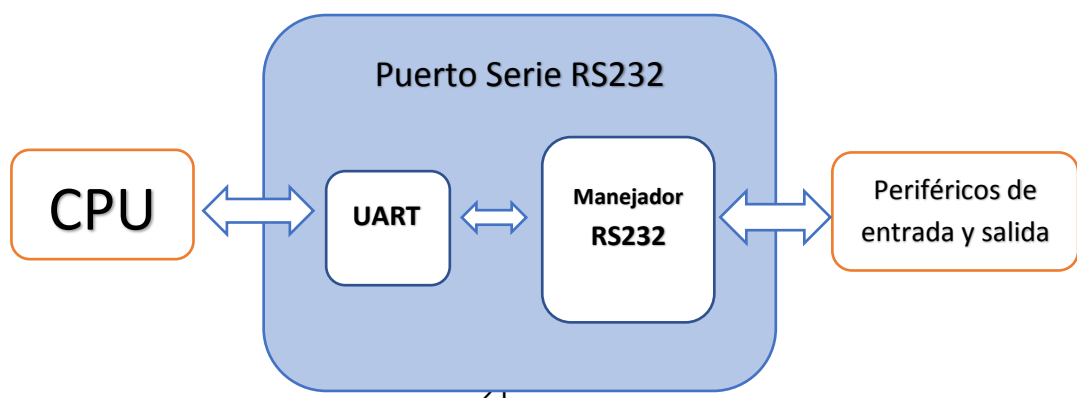 Puerto Serie RS232
CPU
UART
Manejador
RS232
Periféricos de
entrada y salida